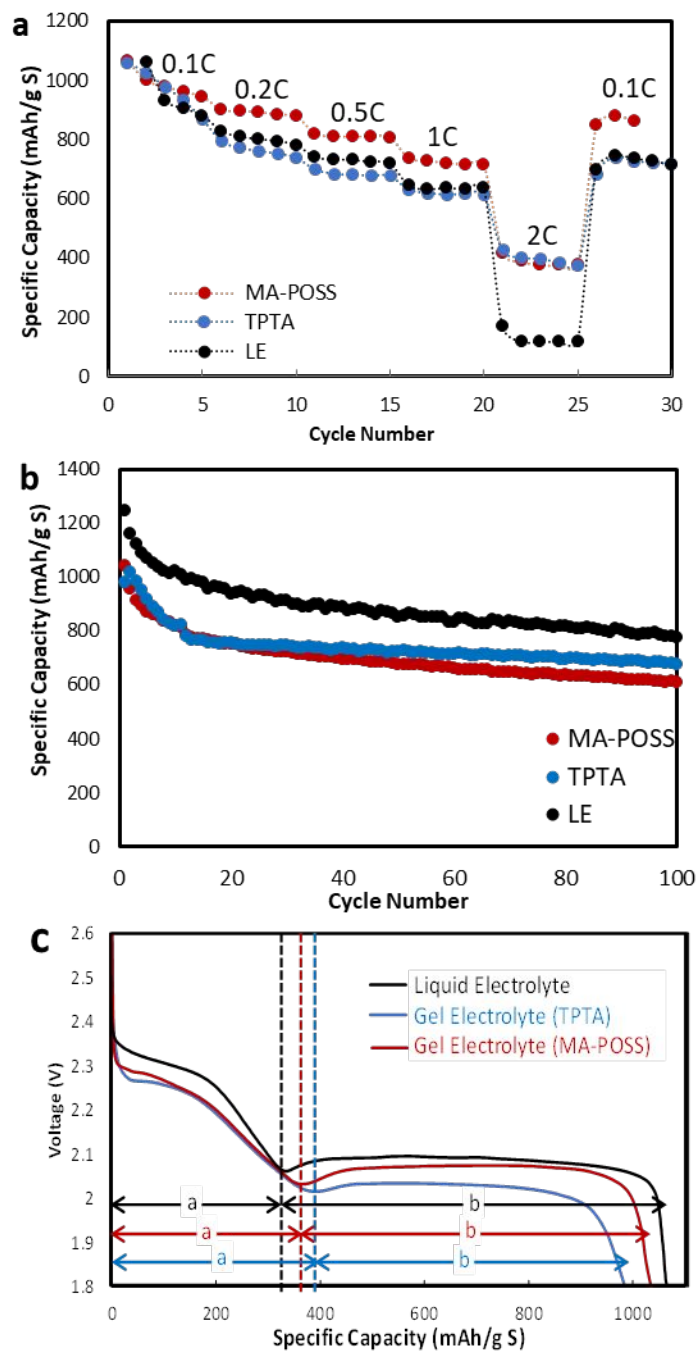 a
1200
1000
800
600
400
200
0
Specific Capacity (mAh/g S)
0.1C
0.2C
0.5C
1C
2C
0.1C
MA-POSS
TPTA
LE
0 5 10 15 20 25 30
Cycle Number
b
1400
1200
1000
800
600
400
200
0
Specific Capacity (mAh/g S)
MA-POSS
TPTA
LE
0 20 40 60 80 100
Cycle Number
c
2.6
2.5
2.4
2.3
2.2
2.1
2
1.9
1.8
Voltage (V)
Liquid Electrolyte
Gel Electrolyte (TPTA)
Gel Electrolyte (MA-POSS)
a b
a b
a b
0 200 400 600 800 1000
Specific Capacity (mAh/g S)